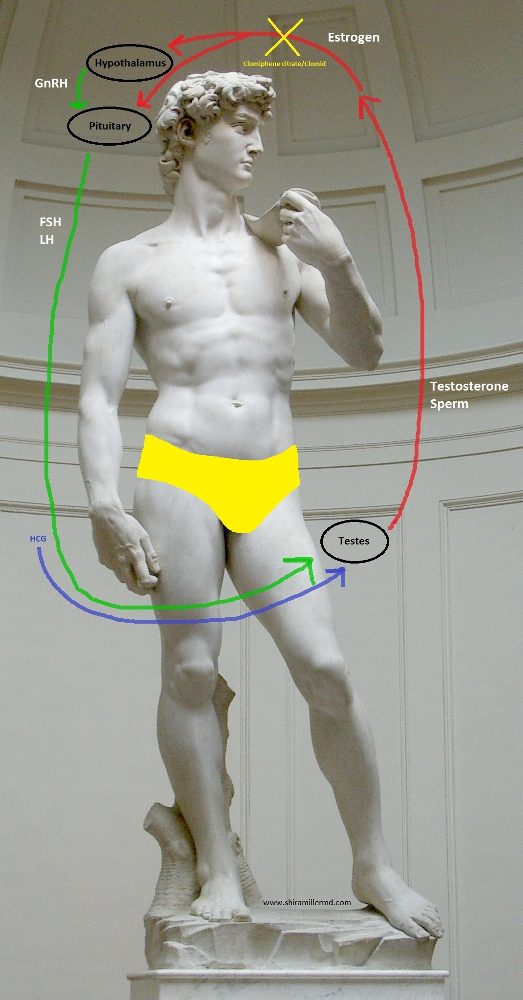 Estrogen
Clomiphene citrate/Clomid
Hypothalamus
GnRH
Pituitary
FSH
LH
Testosterone
Sperm
HCG
Testes
www.shiramillermd.com